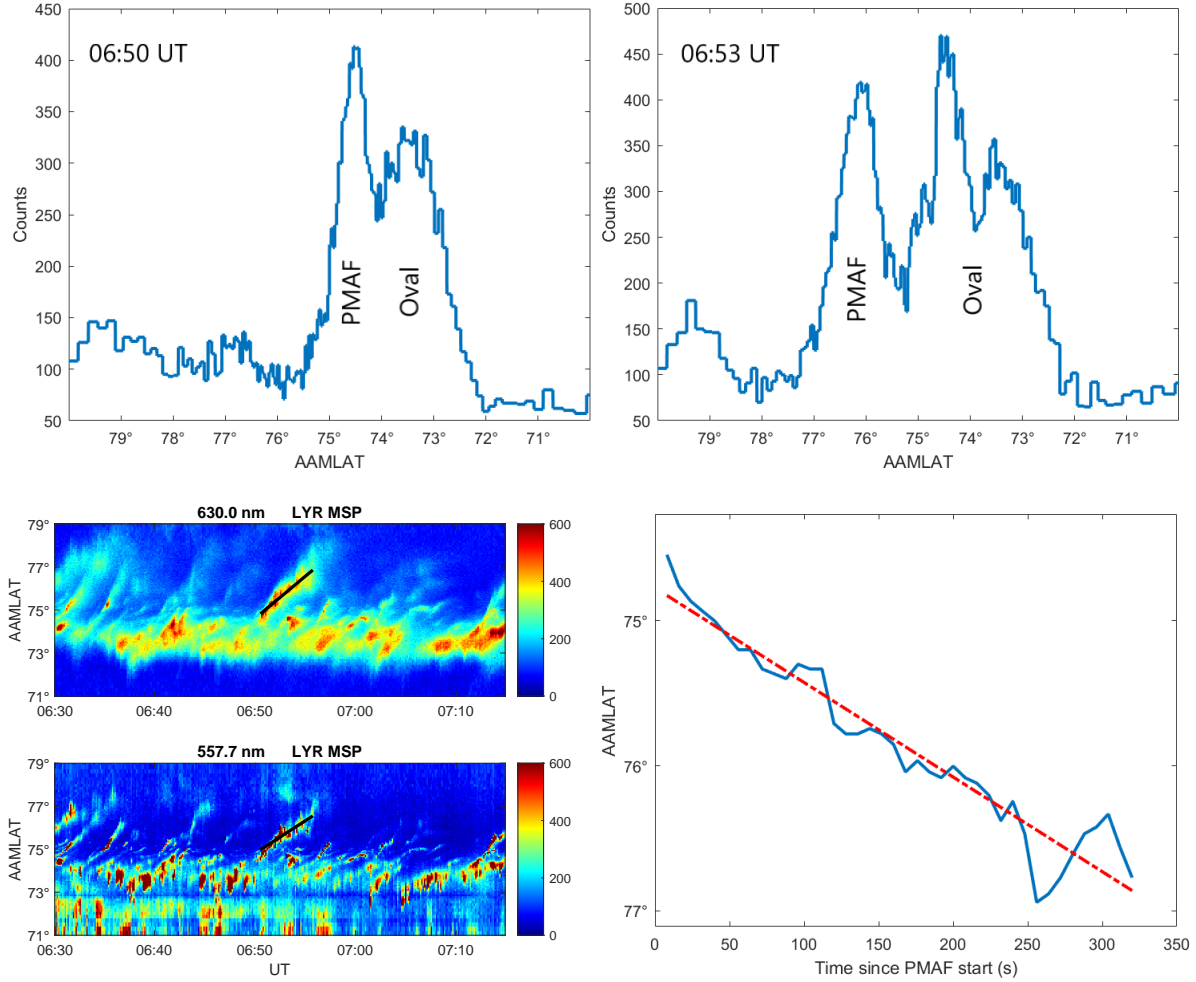 06:50 UT
450
400
350
300
250
200
150
100
50
Counts
PMAF
Oval
79° 78° 77° 76° 75° 74° 73° 72° 71°
AAMLAT
06:53 UT
500
450
400
350
300
250
200
150
100
50
Counts
PMAF
Oval
79° 78° 77° 76° 75° 74° 73° 72° 71°
AAMLAT
630.0 nm LYR MSP
79°
77°
75°
73°
71°
AAMLAT
06:30 06:40 06:50 07:00 07:10
600
400
200
0
557.7 nm LYR MSP
79°
77°
75°
73°
71°
AAMLAT
06:30 06:40 06:50 07:00 07:10
UT
600
400
200
0
75°
76°
77°
AAMLAT
0 50 100 150 200 250 300 350
Time since PMAF start (s)